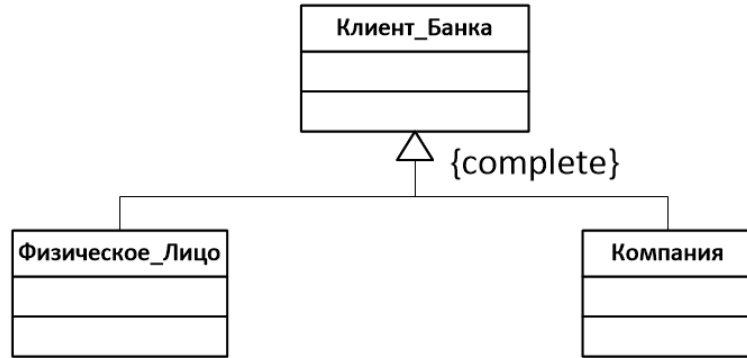 Клиент_Банка
{complete}
Физическое_Лицо
Компания